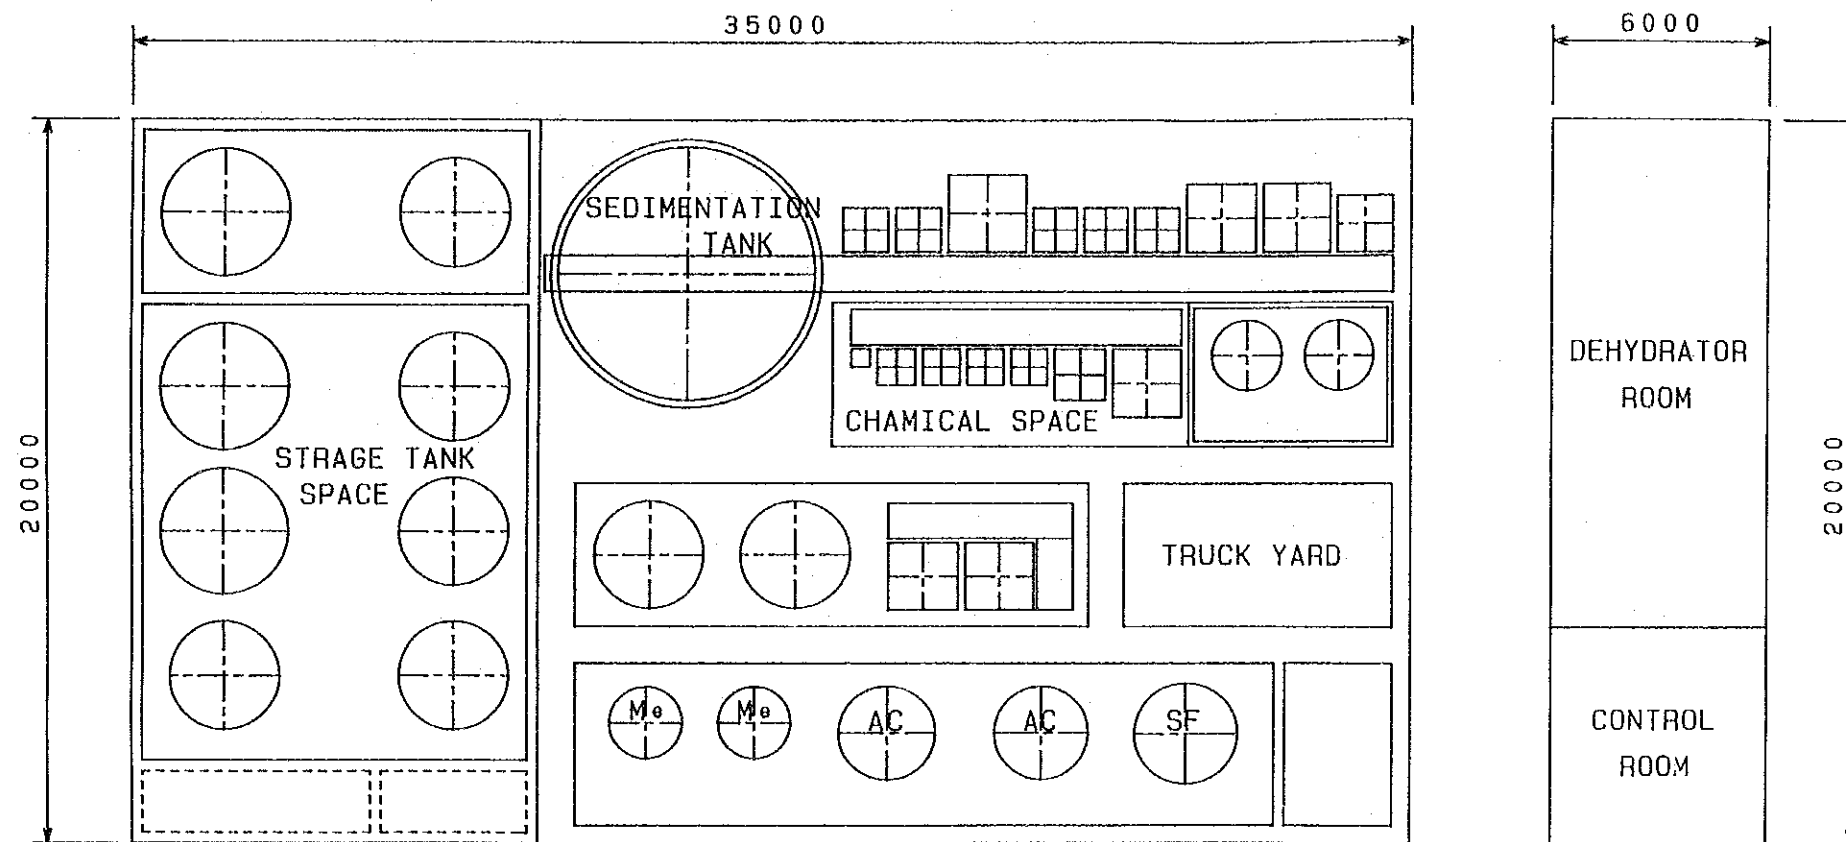 35000
6000
SEDIMENTATION
TANK
DEHYDRATOR
ROOM
CHAMICAL SPACE
STRAGE TANK
SPACE
20000
20000
TRUCK YARD
Me
Me
AC
AC
SF
CONTROL
ROOM